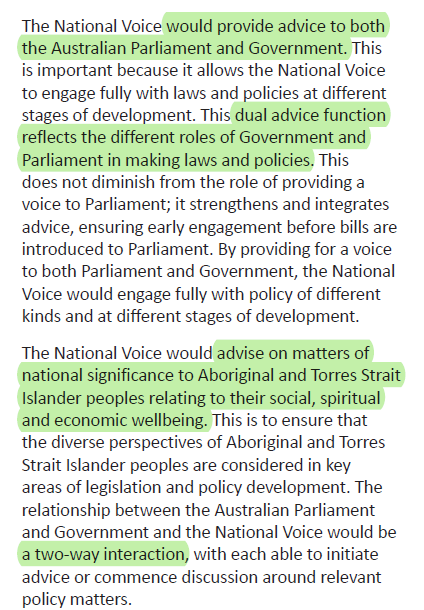 The National Voice would provide advice to both
the Australian Parliament and Government. This
is important because it allows the National Voice
to engage fully with laws and policies at different
stages of development. This dual advice function
reflects the different roles of Government and
Parliament in making laws and policies. This
does not diminish from the role of providing a
voice to Parliament; it strengthens and integrates
advice, ensuring early engagement before bills are
introduced to Parliament. By providing for a voice
to both Parliament and Government, the National
Voice would engage fully with policy of different
kinds and at different stages of development.
The National Voice would advise on matters of
national significance to Aboriginal and Torres Strait
Islander peoples relating to their social, spiritual
and economic wellbeing. This is to ensure that
the diverse perspectives of Aboriginal and Torres
Strait Islander peoples are considered in key
areas of legislation and policy development. The
relationship between the Australian Parliament
and Government and the National Voice would be
a two-way interaction, with each able to initiate
advice or commence discussion around relevant
policy matters.